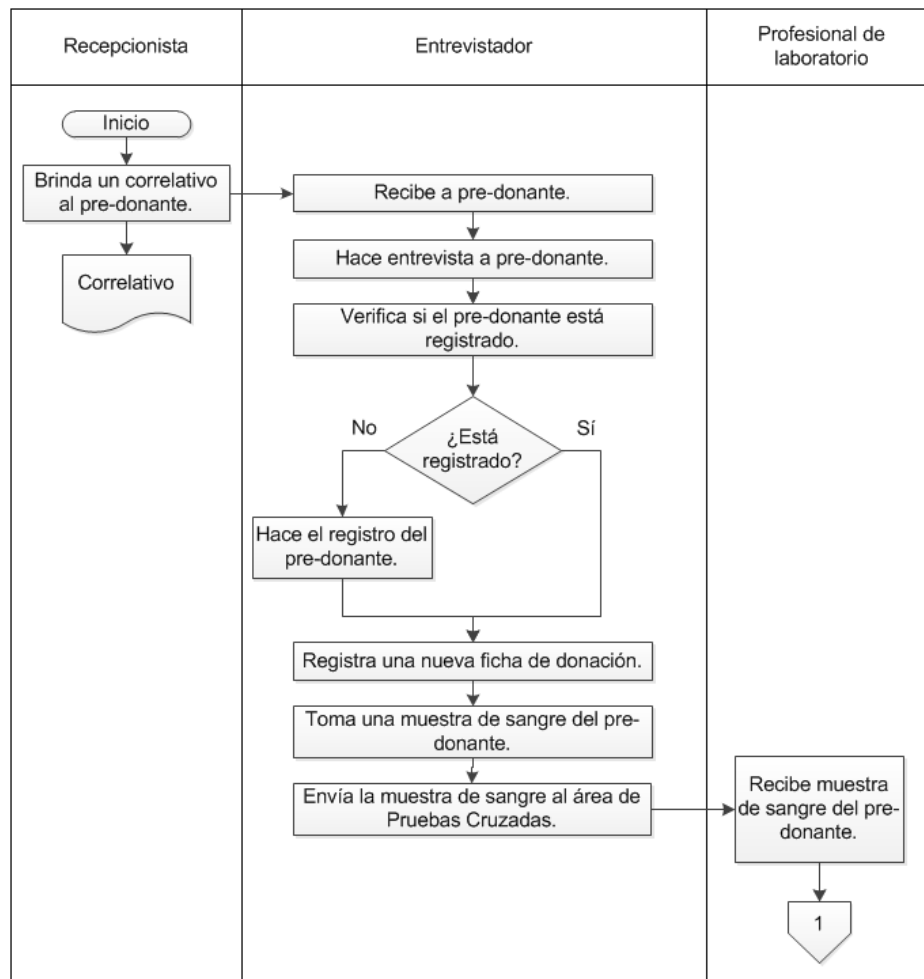 Recepcionista
Entrevistador
Profesional de
laboratorio
Inicio
Brinda un correlativo
al pre-donante.
Correlativo
Recibe a pre-donante.
Hace entrevista a pre-donante.
Verifica si el pre-donante está
registrado.
¿Está
registrado?
No
Sí
Hace el registro del
pre-donante.
Registra una nueva ficha de donación.
Toma una muestra de sangre del pre-
donante.
Envía la muestra de sangre al área de
Pruebas Cruzadas.
Recibe muestra
de sangre del pre-
donante.
1